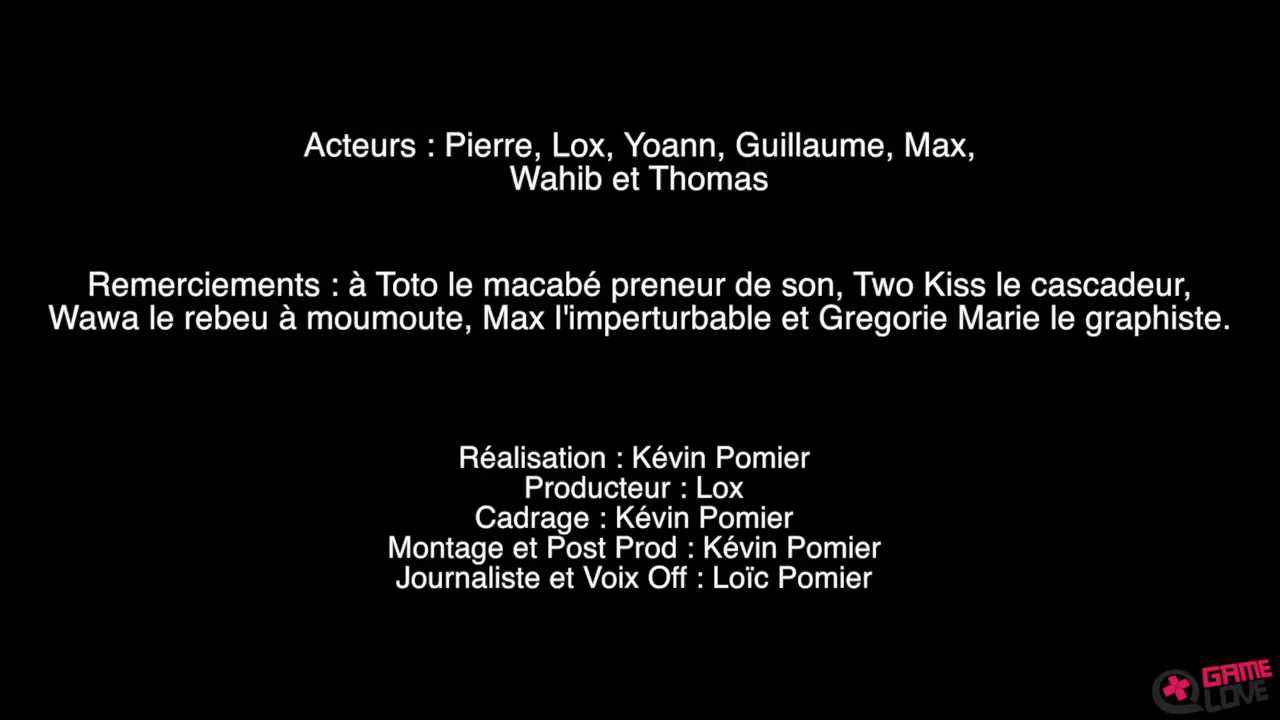 Acteurs : Pierre, Lox, Yoann, Guillaume, Max,
Wahib et Thomas
Remerciements : à Toto le macabé preneur de son, Two Kiss le cascadeur,
Wawa le rebeu à moumoute, Max l'imperturbable et Gregorie Marie le graphiste.
Réalisation : Kévin Pomier
Producteur : Lox
Cadrage : Kévin Pomier
Montage et Post Prod : Kévin Pomier
Journaliste et Voix Off : Loïc Pomier
GAME
LOVE